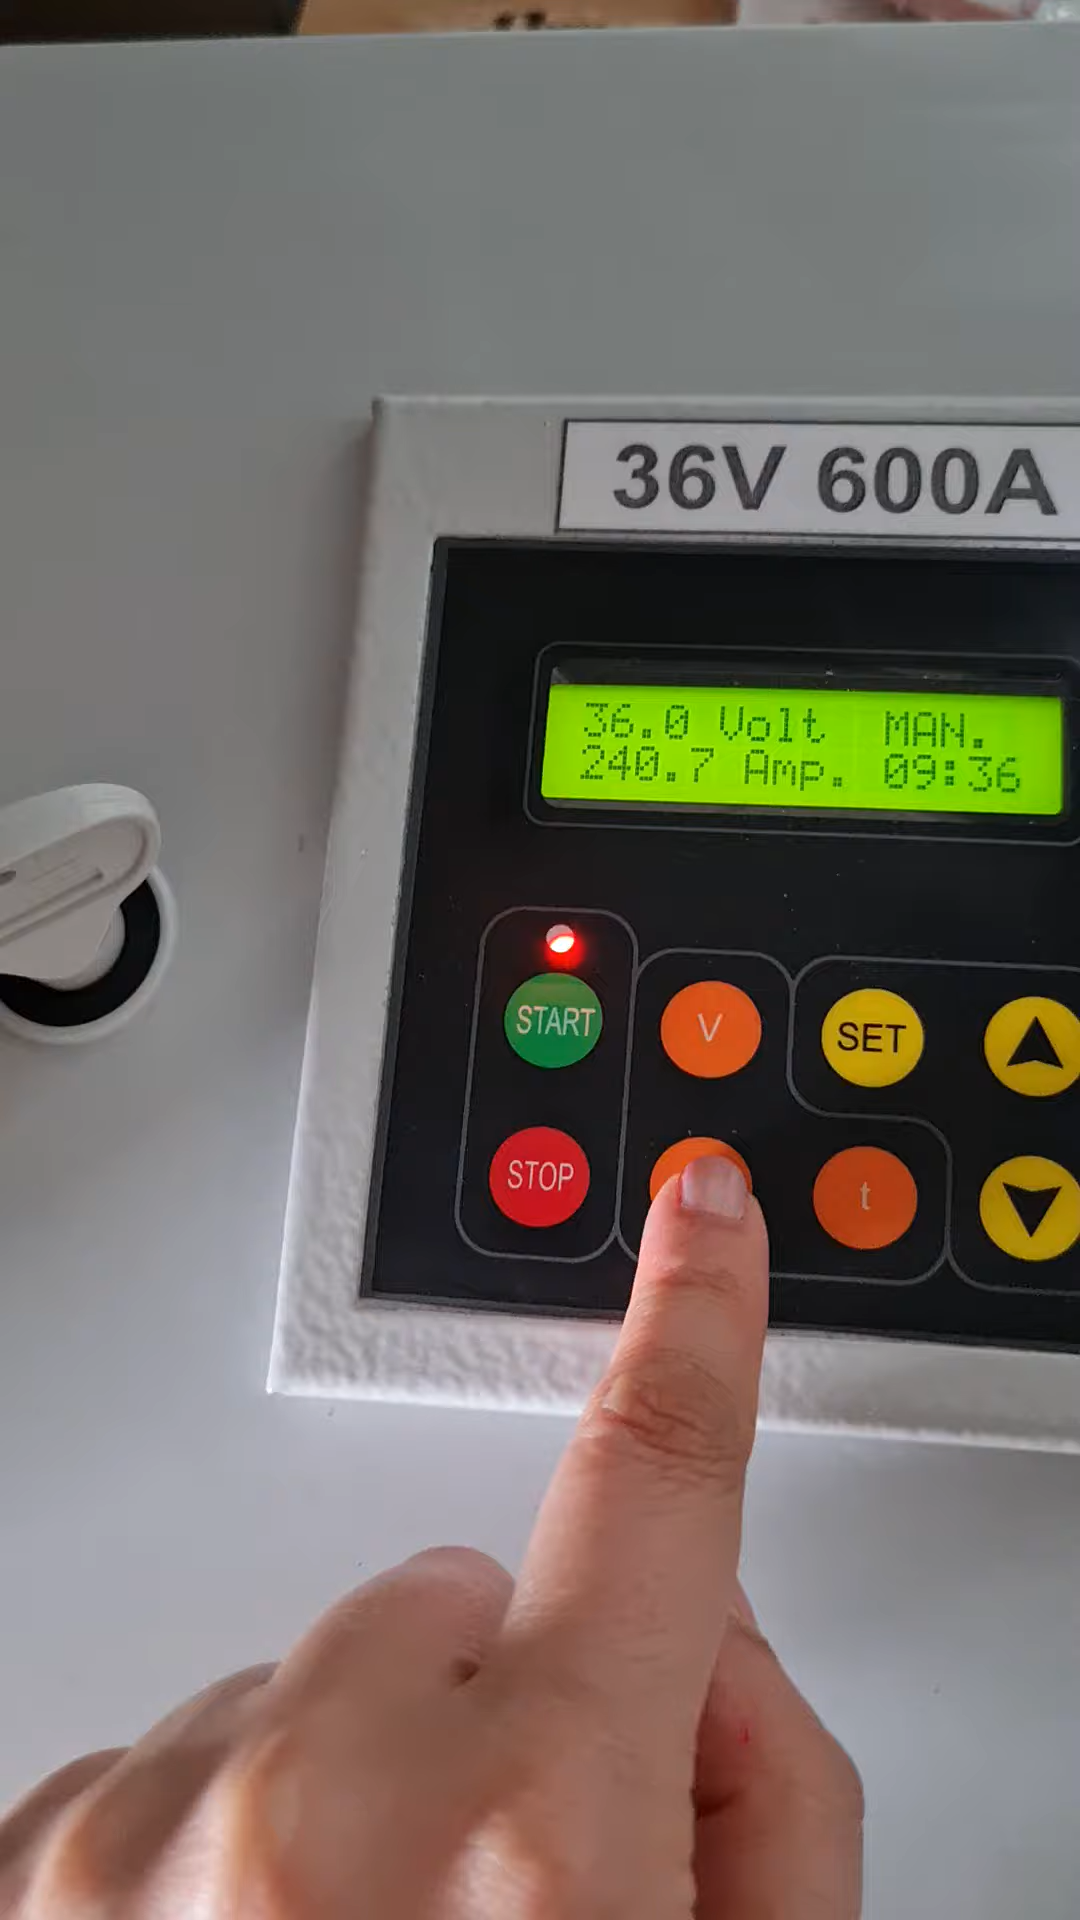 36V 600A
36.0 Volt MAN.
240.7 Amp. 09:36
START
V
SET
STOP
t